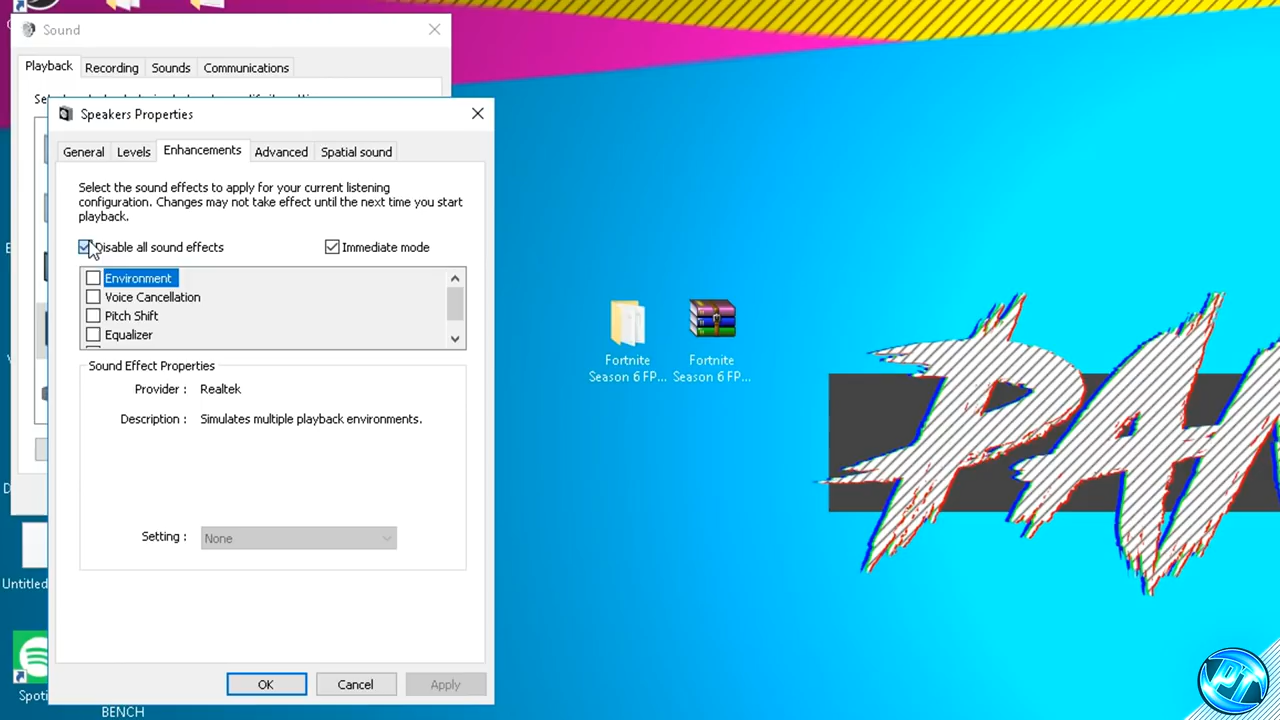 Sound
Playback
Recording
Sounds
Communications
Speakers Properties
General
Levels
Enhancements
Advanced
Spatial sound
Select the sound effects to apply for your current listening
configuration. Changes may not take effect until the next time you start
playback.
Disable all sound effects
Immediate mode
Environment
Voice Cancellation
Pitch Shift
Equalizer
Sound Effect Properties
Provider : Realtek
Description : Simulates multiple playback environments.
Setting : None
OK
Cancel
Apply
Fortnite
Season 6 FP...
Fortnite
Season 6 FP...
Untitled
Spoti
BENCH
PT